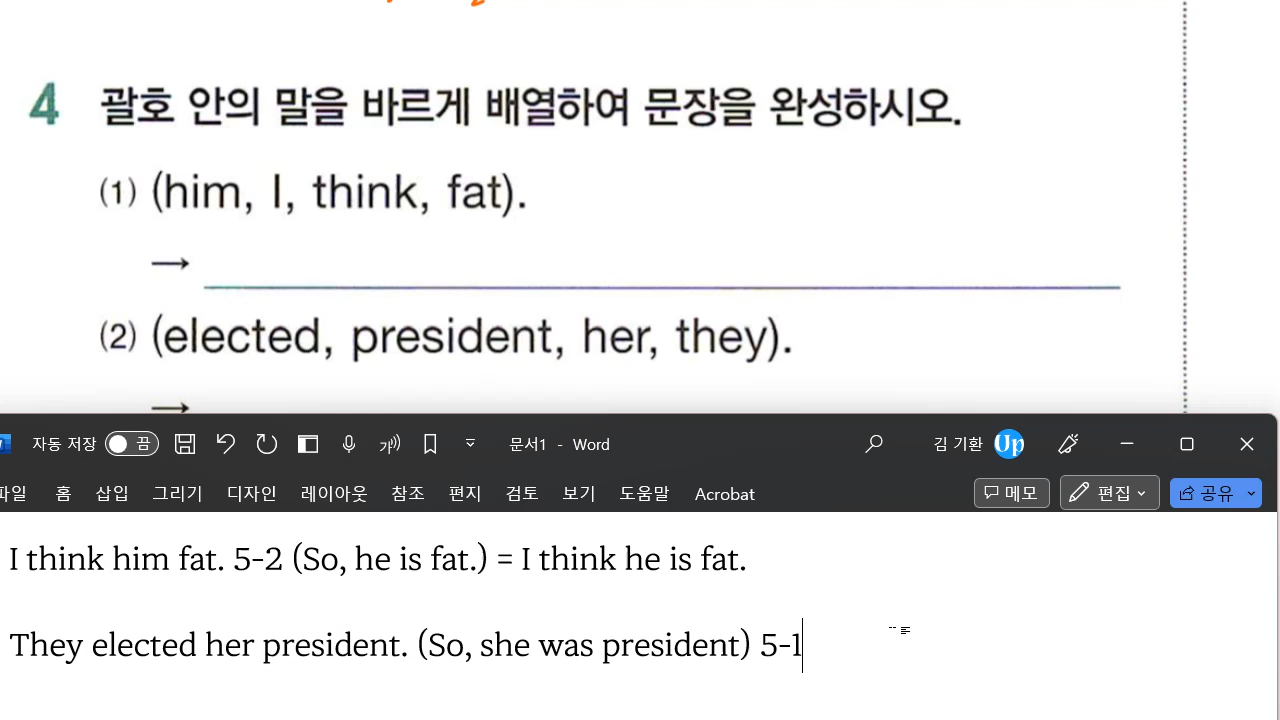 4 괄호 안의 말을 바르게 배열하여 문장을 완성하시오.
(1) (him, I, think, fat).
→
(2) (elected, president, her, they).
→
자동 저장 끔 가)) 문서1 - Word 김 기환 Up
파일 홈 삽입 그리기 디자인 레이아웃 참조 편지 검토 보기 도움말 Acrobat 메모 편집 공유
I think him fat. 5-2 (So, he is fat.) = I think he is fat.
They elected her president. (So, she was president) 5-1